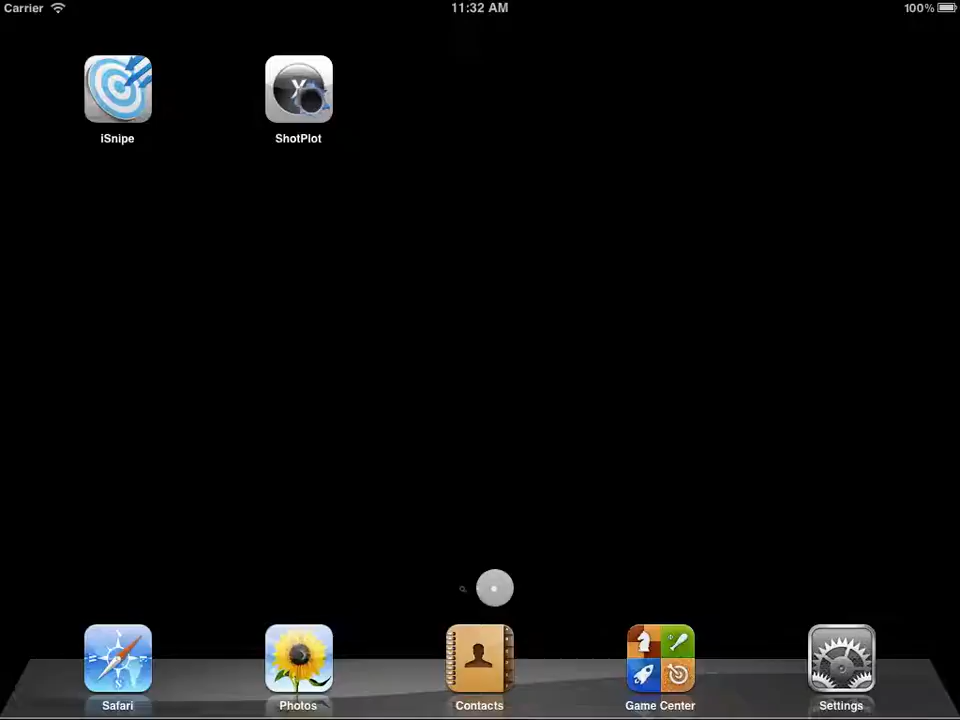 Carrier 11:32 AM 100%
iSnipe ShotPlot
Safari Photos Contacts Game Center Settings